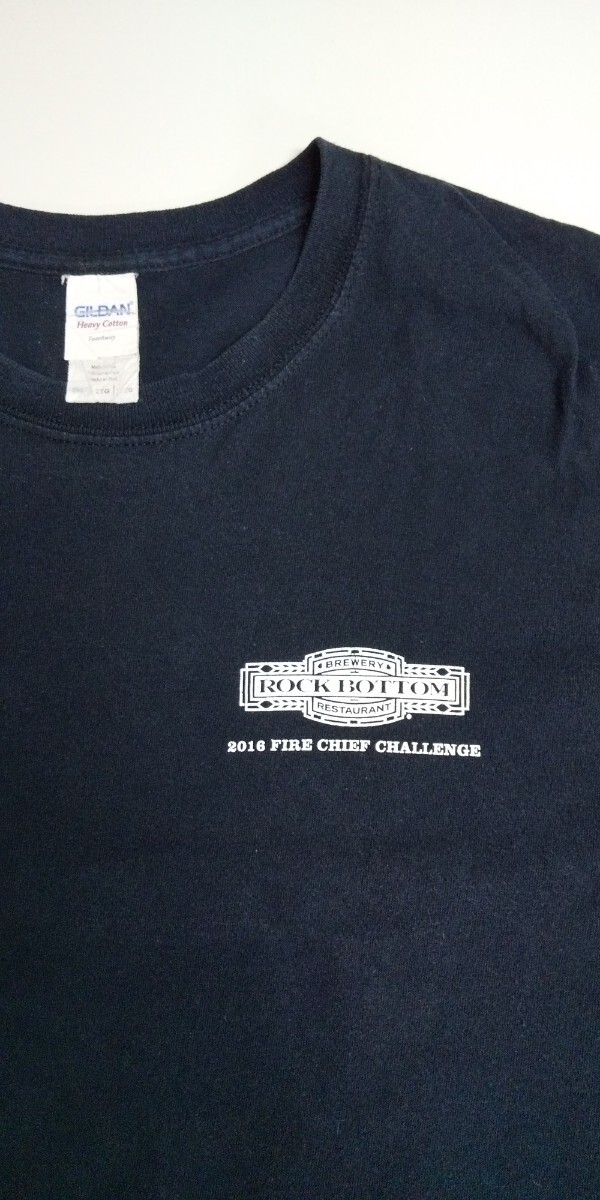 GILDAN®
Heavy Cotton
BREWERY
ROCK BOTTOM
RESTAURANT
2016 FIRE CHIEF CHALLENGE